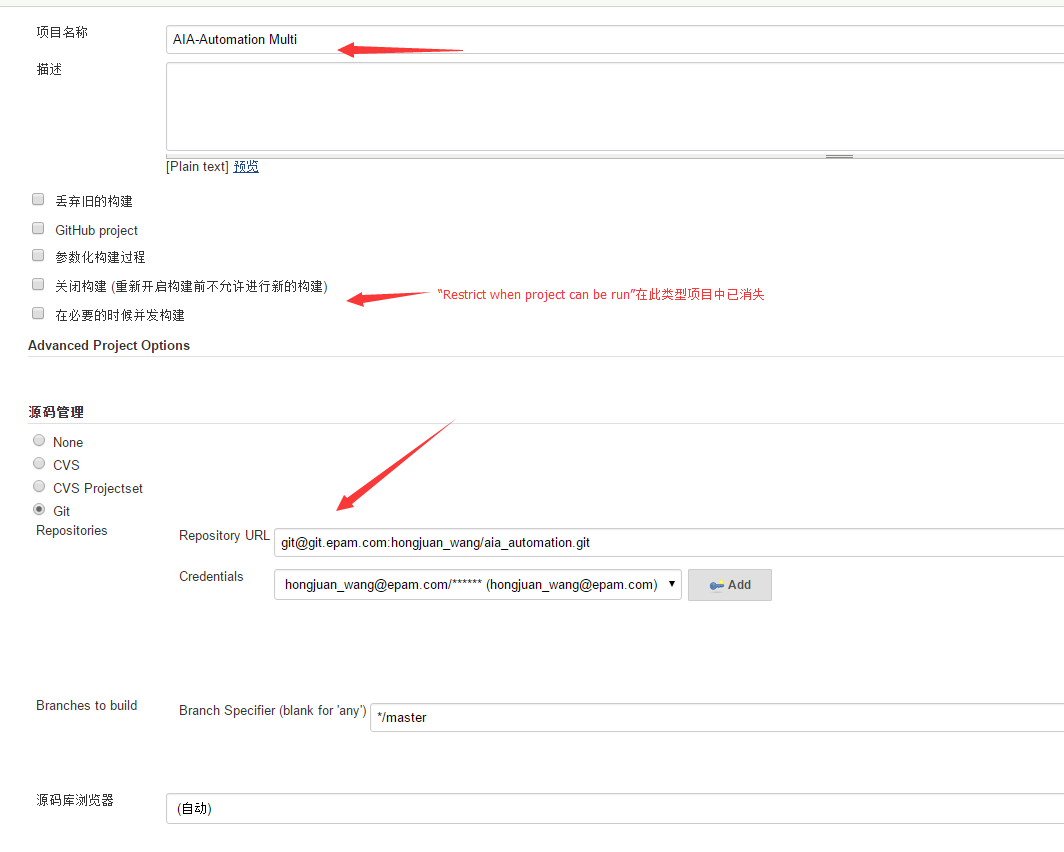 项目名称
AIA-Automation Multi
描述
[Plain text] 预览
丢弃旧的构建
GitHub project
参数化构建过程
关闭构建 (重新开启构建前不允许进行新的构建)
“Restrict when project can be run”在此类型项目中已消失
在必要的时候并发构建
Advanced Project Options
源码管理
None
CVS
CVS Projectset
Git
Repositories
Repository URL
git@git.epam.com:hongjuan_wang/aia_automation.git
Credentials
hongjuan_wang@epam.com/****** (hongjuan_wang@epam.com)
Add
Branches to build
Branch Specifier (blank for 'any')
*/master
源码库浏览器
(自动)